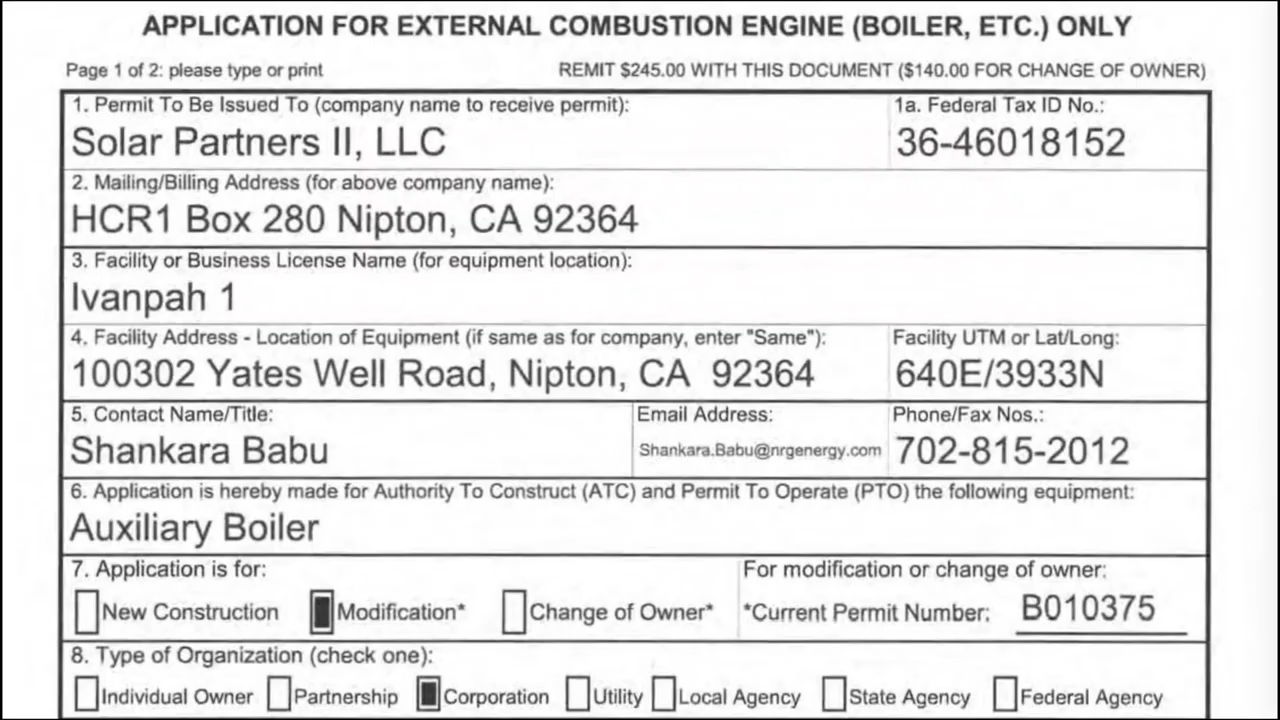 APPLICATION FOR EXTERNAL COMBUSTION ENGINE (BOILER, ETC.) ONLY
Page 1 of 2: please type or print REMIT $245.00 WITH THIS DOCUMENT ($140.00 FOR CHANGE OF OWNER)
1. Permit To Be Issued To (company name to receive permit): 1a. Federal Tax ID No.:
Solar Partners II, LLC 36-46018152
2. Mailing/Billing Address (for above company name):
HCR1 Box 280 Nipton, CA 92364
3. Facility or Business License Name (for equipment location):
Ivanpah 1
4. Facility Address - Location of Equipment (if same as for company, enter "Same"): Facility UTM or Lat/Long:
100302 Yates Well Road, Nipton, CA 92364 640E/3933N
5. Contact Name/Title: Email Address: Phone/Fax Nos.:
Shankara Babu Shankara.Babu@nrgenergy.com 702-815-2012
6. Application is hereby made for Authority To Construct (ATC) and Permit To Operate (PTO) the following equipment:
Auxiliary Boiler
7. Application is for: For modification or change of owner:
New Construction Modification* Change of Owner* *Current Permit Number: B010375
8. Type of Organization (check one):
Individual Owner Partnership Corporation Utility Local Agency State Agency Federal Agency